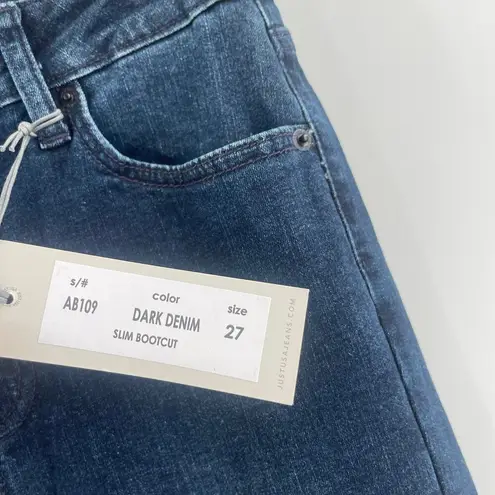 s/#
AB109
color
DARK DENIM
SLIM BOOTCUT
size
27
JUSTUSAJEANS.COM